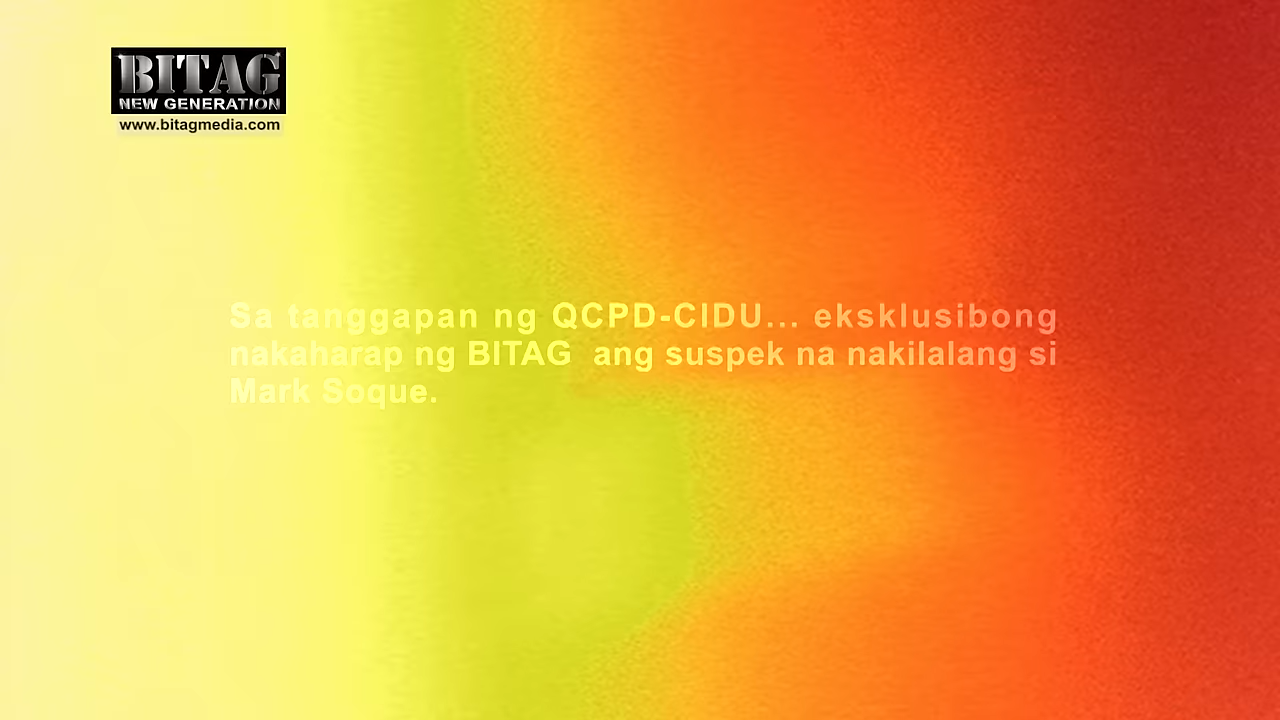 BITAG
NEW GENERATION
www.bitagmedia.com
Sa tanggapan ng QCPD-CIDU... eksklusibong
nakaharap ng BITAG ang suspek na nakilalang si
Mark Soque.